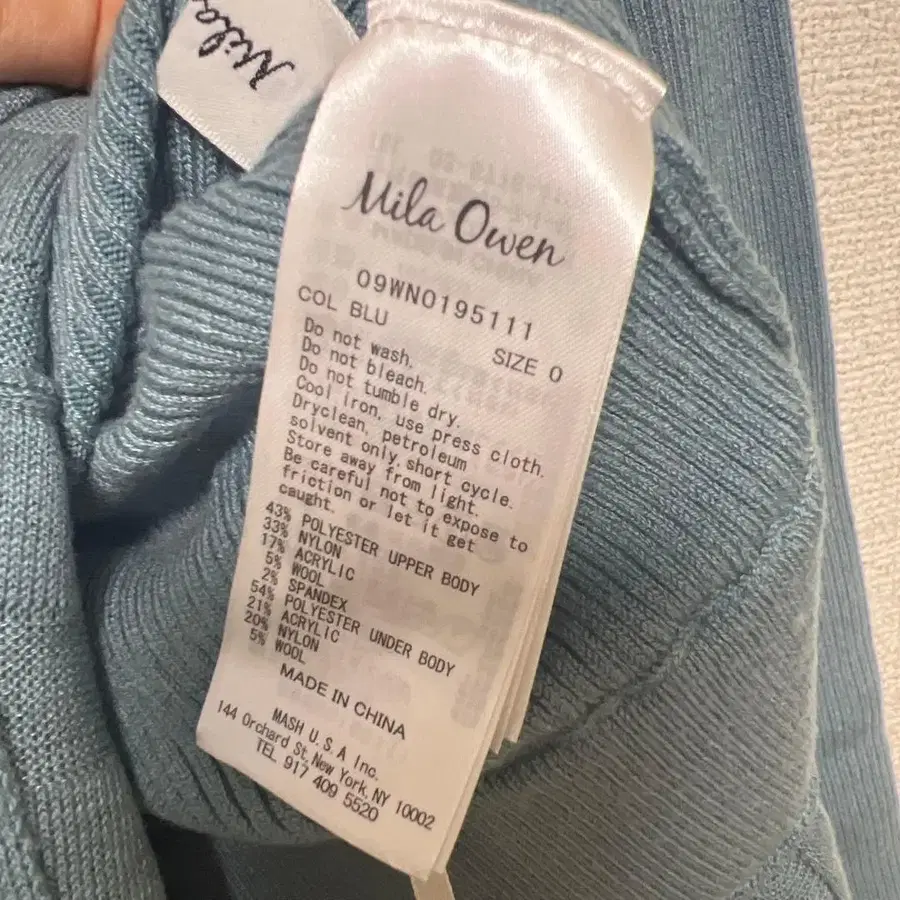 Mila
Mila Owen
09WNO195111
COL BLU
SIZE 0
Do not wash.
Do not bleach.
Do not tumble dry.
Cool iron, use press cloth.
Dryclean, petroleum
solvent only, short cycle.
Store away from light.
Be careful not to expose to
friction or let it get
caught.
43% POLYESTER UPPER BODY
33% NYLON
17% ACRYLIC
5% WOOL
2% SPANDEX
54% POLYESTER UNDER BODY
21% ACRYLIC
20% NYLON
5% WOOL
MADE IN CHINA
MASH U.S.A Inc.
144 Orchard St, New York, NY 10002
TEL 917 409 5520